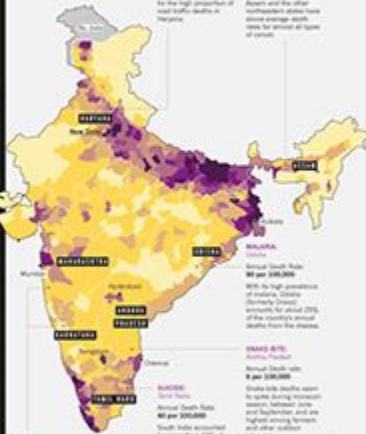 for the high proportion of
road traffic deaths in
Haryana.
Assam and the other
northeastern states have
above average death
rates for almost all types
of cancer.
HARYANA
New Delhi
ASSAM
Kolkata
ODISHA
MALARIA:
Odisha
Annual Death Rate:
90 per 100,000
With its high prevalence
of malaria, Odisha
(formerly Orissa)
accounts for about 25%
of the country's annual
deaths from the disease.
MAHARASHTRA
Mumbai
Hyderabad
ANDHRA
PRADESH
KARNATAKA
Bangalore
Chennai
SNAKE BITE:
Andhra Pradesh
Annual Death rate:
6 per 100,000
Snake bite deaths seem
to spike during monsoon
season, between June
and September, and are
highest among farmers
and other outdoor
SUICIDE:
Tamil Nadu
Annual Death Rate:
40 per 100,000
South India accounted
TAMIL NADU